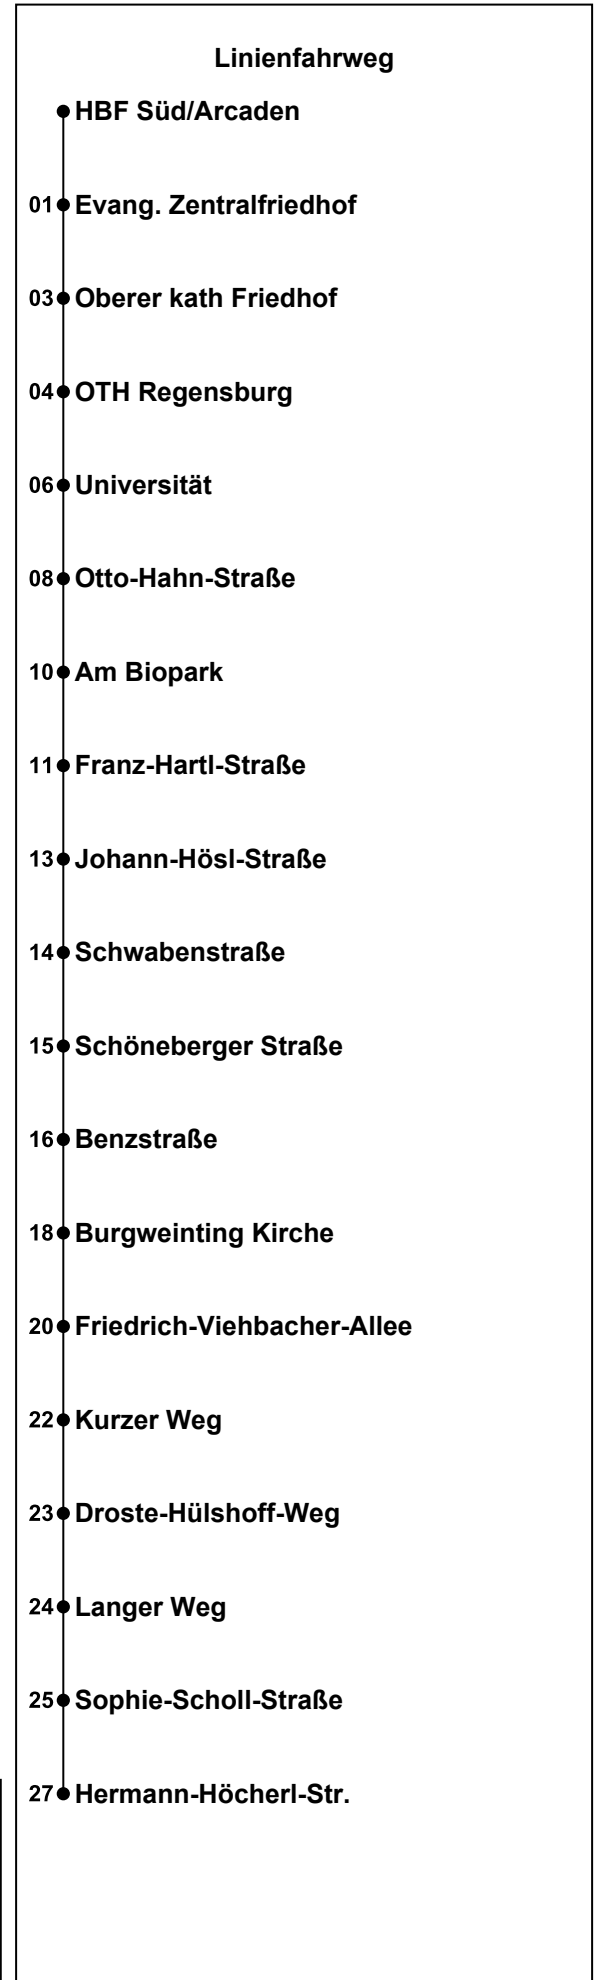 Linienfahrweg
HBF Süd/Arcaden
01 Evang. Zentralfriedhof
03 Oberer kath Friedhof
04 OTH Regensburg
06 Universität
08 Otto-Hahn-Straße
10 Am Biopark
11 Franz-Hartl-Straße
13 Johann-Hösl-Straße
14 Schwabenstraße
15 Schöneberger Straße
16 Benzstraße
18 Burgweinting Kirche
20 Friedrich-Viehbacher-Allee
22 Kurzer Weg
23 Droste-Hülshoff-Weg
24 Langer Weg
25 Sophie-Scholl-Straße
27 Hermann-Höcherl-Str.